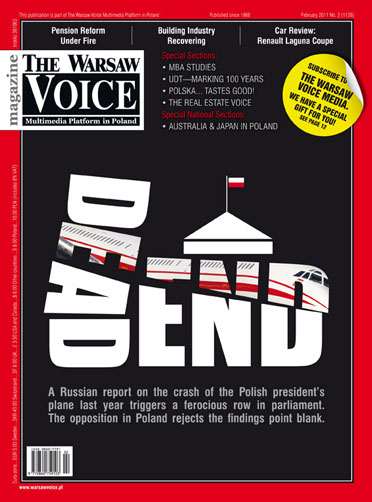 This publication is part of The Warsaw Voice Multimedia Platform in Poland
Published since 1988
February 2011 No. 2 (1126)
Pension Reform
Under Fire
Building Industry
Recovering
Car Review:
Renault Laguna Coupe
magazine
THE WARSAW
VOICE
Multimedia Platform in Poland
Special Sections:
• MBA STUDIES
• UDT—MARKING 100 YEARS
• POLSKA... TASTES GOOD!
• THE REAL ESTATE VOICE
Special National Sections:
• AUSTRALIA & JAPAN IN POLAND
SUBSCRIBE TO
THE WARSAW
VOICE MEDIA.
WE HAVE A SPECIAL
GIFT FOR YOU!
SEE PAGE 12
DEAD
END
A Russian report on the crash of the Polish president's
plane last year triggers a ferocious row in parliament.
The opposition in Poland rejects the findings point blank.
www.warsawvoice.pl